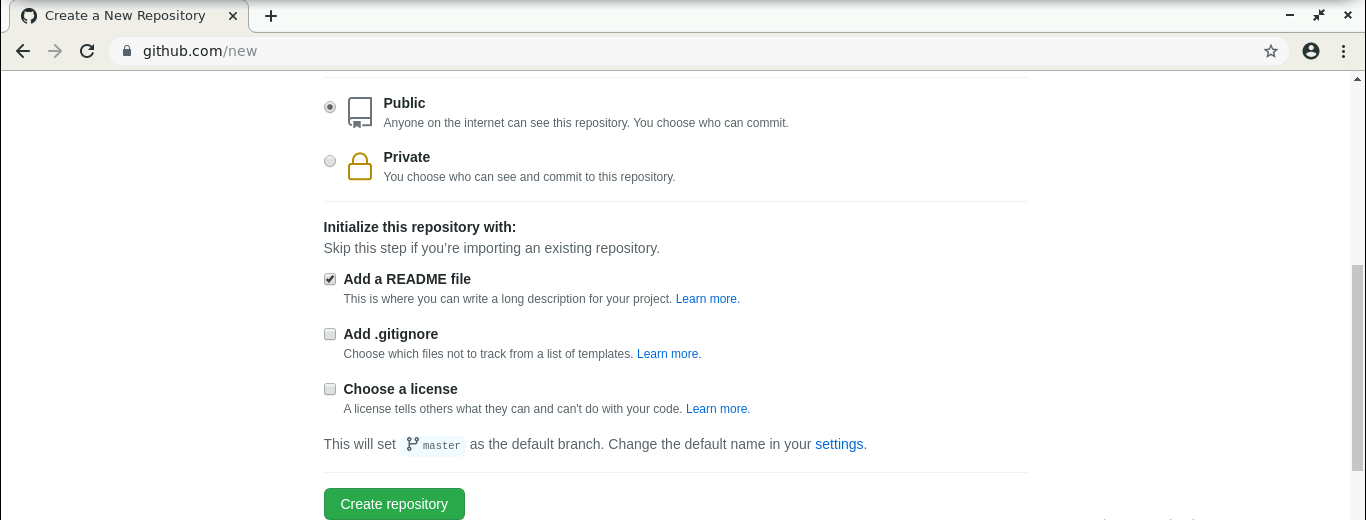 Create a New Repository
github.com/new
Public
Anyone on the internet can see this repository. You choose who can commit.
Private
You choose who can see and commit to this repository.
Initialize this repository with:
Skip this step if you’re importing an existing repository.
Add a README file
This is where you can write a long description for your project. Learn more.
Add .gitignore
Choose which files not to track from a list of templates. Learn more.
Choose a license
A license tells others what they can and can't do with your code. Learn more.
This will set master as the default branch. Change the default name in your settings.
Create repository